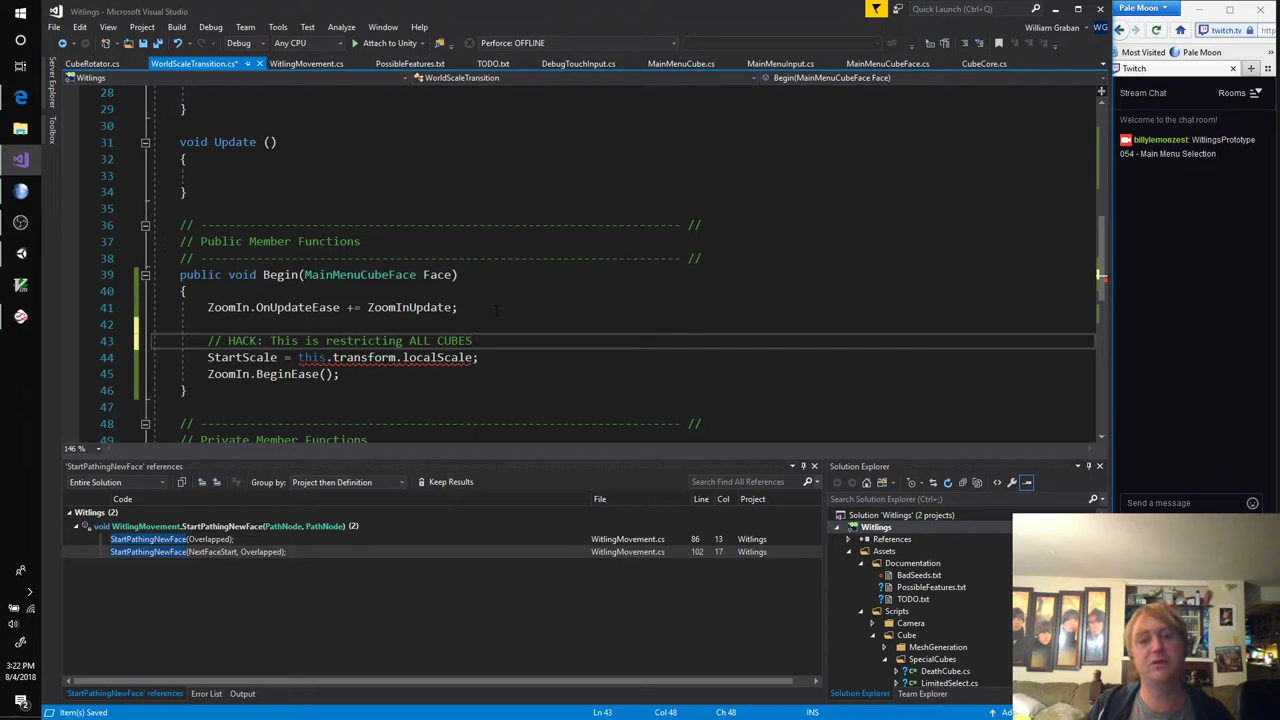 Witlings - Microsoft Visual Studio
Quick Launch (Ctrl+Q)
File Edit View Project Build Debug Team Tools Test Analyze Window Help
William Graban WG
Debug Any CPU Attach to Unity Perforce: OFFLINE
CubeRotator.cs WorldScaleTransition.cs* WitlingMovement.cs PossibleFeatures.txt TODO.txt DebugTouchInput.cs MainMenuCube.cs MainMenuInput.cs MainMenuCubeFace.cs CubeCore.cs
Witlings WorldScaleTransition Begin(MainMenuCubeFace Face)
Server Explorer
Toolbox
28
29 }
30
31 void Update ()
32 {
33
34 }
35
36 // --------------------------------------------------------------------- //
37 // Public Member Functions
38 // --------------------------------------------------------------------- //
39 public void Begin(MainMenuCubeFace Face)
40 {
41 ZoomIn.OnUpdateEase += ZoomInUpdate;
42
43 // HACK: This is restricting ALL CUBES
44 StartScale = this.transform.localScale;
45 ZoomIn.BeginEase();
46 }
47
48 // --------------------------------------------------------------------- //
49 // Private Member Functions
146 %
'StartPathingNewFace' references
Entire Solution Group by: Project then Definition Keep Results Search Find All References
Code File Line Col Project
Witlings (2)
void WitlingMovement.StartPathingNewFace(PathNode, PathNode) (2)
StartPathingNewFace(Overlapped); WitlingMovement.cs 86 13 Witlings
StartPathingNewFace(NextFaceStart, Overlapped); WitlingMovement.cs 102 17 Witlings
'StartPathingNewFace' references Error List Output
Solution Explorer
Search Solution Explorer (Ctrl+;)
Solution 'Witlings' (2 projects)
Witlings
References
Assets
Documentation
BadSeeds.txt
PossibleFeatures.txt
TODO.txt
Scripts
Camera
Cube
MeshGeneration
SpecialCubes
DeathCube.cs
LimitedSelect.cs
Solution Explorer Team Explorer
Item(s) Saved Ln 43 Col 48 Ch 48 INS
3:22 PM
8/4/2018
2
Pale Moon
twitch.tv
Most Visited Pale Moon
Twitch
Stream Chat Rooms
Welcome to the chat room!
billylemonzest: WitlingsPrototype
054 - Main Menu Selection
Send a message